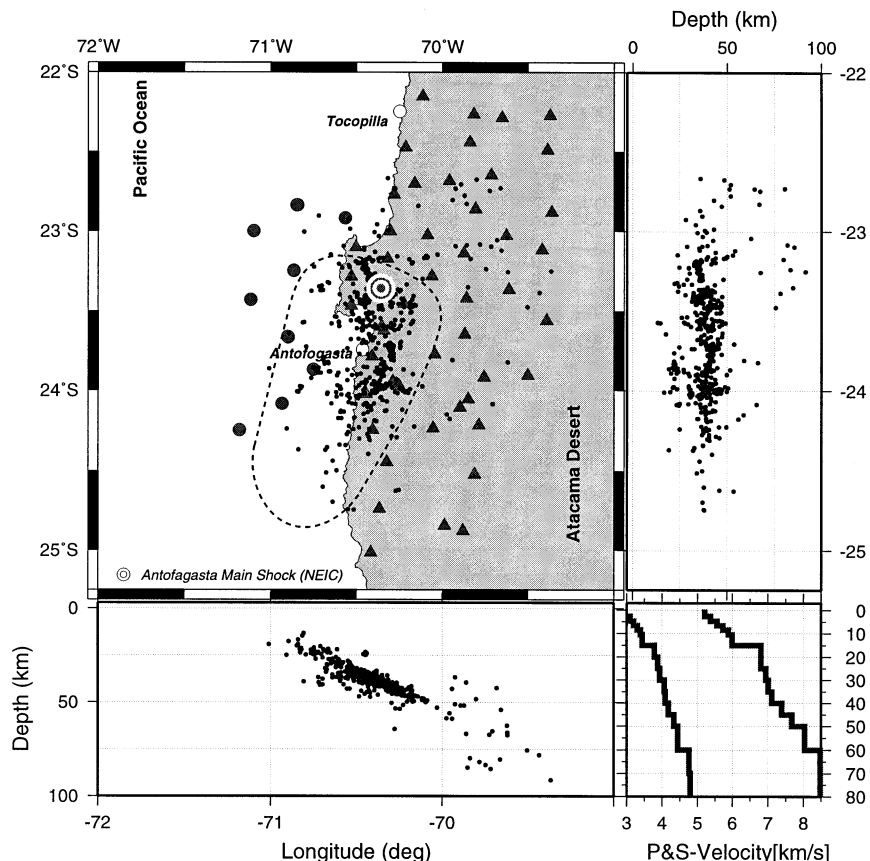 Depth (km)
72˚W 71˚W 70˚W 0 50 100
22˚S -22
Pacific Ocean
Tocopilla
23˚S -23
Antofagasta
24˚S -24
Atacama Desert
25˚S -25
Antofagasta Main Shock (NEIC)
0 0
10
20
30
40
50 50
60
70
100 80
Depth (km)
-72 -71 -70 3 4 5 6 7 8
Longitude (deg) P&S-Velocity[km/s]